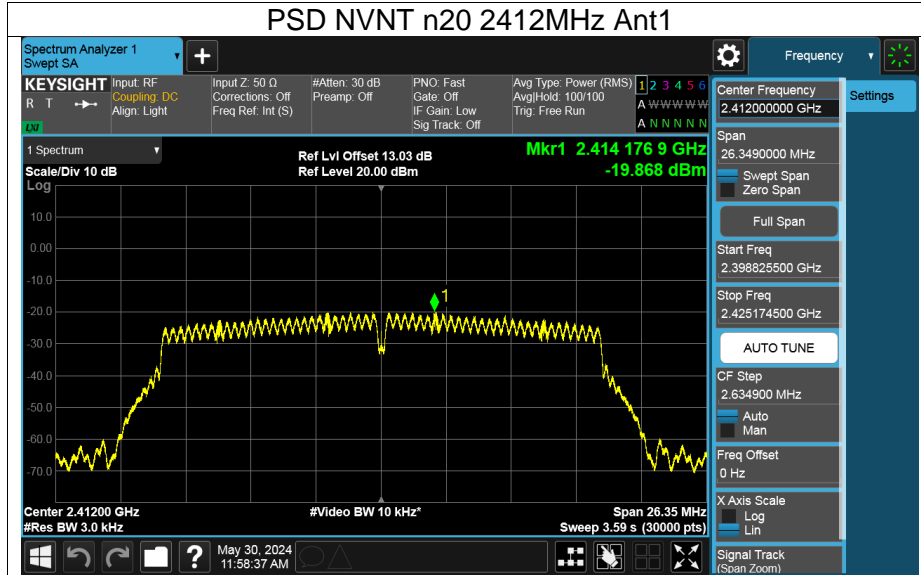 PSD NVNT n20 2412MHz Ant1
Spectrum Analyzer 1
Swept SA
+
Frequency
KEYSIGHT
R T
LXI
Input: RF
Coupling: DC
Align: Light
Input Z: 50 Ω
Corrections: Off
Freq Ref: Int (S)
#Atten: 30 dB
Preamp: Off
PNO: Fast
Gate: Off
IF Gain: Low
Sig Track: Off
Avg Type: Power (RMS)
Avg|Hold: 100/100
Trig: Free Run
1 2 3 4 5 6
A W W W W W
A N N N N N
Center Frequency
2.412000000 GHz
Settings
Span
26.3490000 MHz
Swept Span
Zero Span
Full Span
Start Freq
2.398825500 GHz
Stop Freq
2.425174500 GHz
AUTO TUNE
CF Step
2.634900 MHz
Auto
Man
Freq Offset
0 Hz
X Axis Scale
Log
Lin
Signal Track
(Span Zoom)
1 Spectrum
Scale/Div 10 dB
Log
Ref Lvl Offset 13.03 dB
Ref Level 20.00 dBm
Mkr1 2.414 176 9 GHz
-19.868 dBm
10.0
0.00
-10.0
-20.0
-30.0
-40.0
-50.0
-60.0
-70.0
1
Center 2.41200 GHz
#Res BW 3.0 kHz
#Video BW 10 kHz*
Span 26.35 MHz
Sweep 3.59 s (30000 pts)
?
May 30, 2024
11:58:37 AM